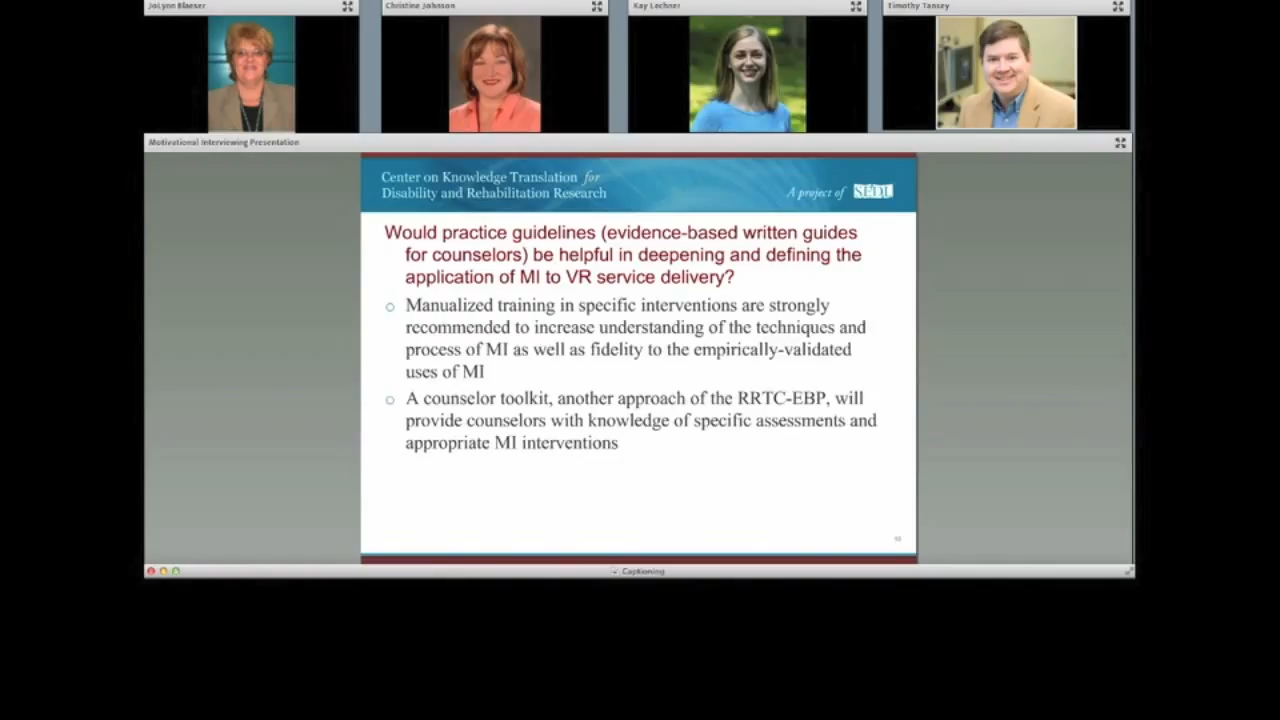 JoLynn Blaeser
Christine Johnson
Kay Lechner
Timothy Tansey
Motivational Interviewing Presentation
Center on Knowledge Translation for
Disability and Rehabilitation Research
A project of SEDL
Would practice guidelines (evidence-based written guides
for counselors) be helpful in deepening and defining the
application of MI to VR service delivery?
Manualized training in specific interventions are strongly
recommended to increase understanding of the techniques and
process of MI as well as fidelity to the empirically-validated
uses of MI
A counselor toolkit, another approach of the RRTC-EBP, will
provide counselors with knowledge of specific assessments and
appropriate MI interventions
Captioning